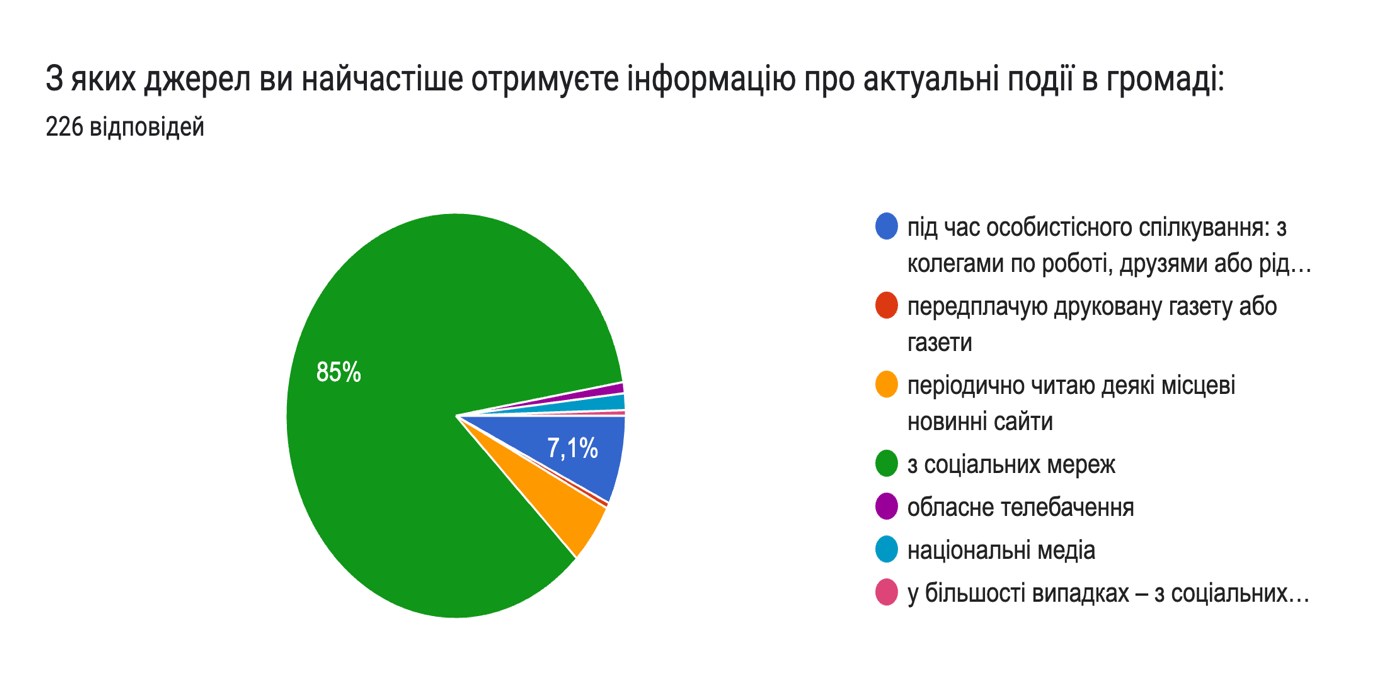 З яких джерел ви найчастіше отримуєте інформацію про актуальні події в громаді:
226 відповідей
85%
7,1%
під час особистісного спілкування: з
колегами по роботі, друзями або рід…
передплачую друковану газету або
газети
періодично читаю деякі місцеві
новинні сайти
з соціальних мереж
обласне телебачення
національні медіа
у більшості випадках – з соціальних…